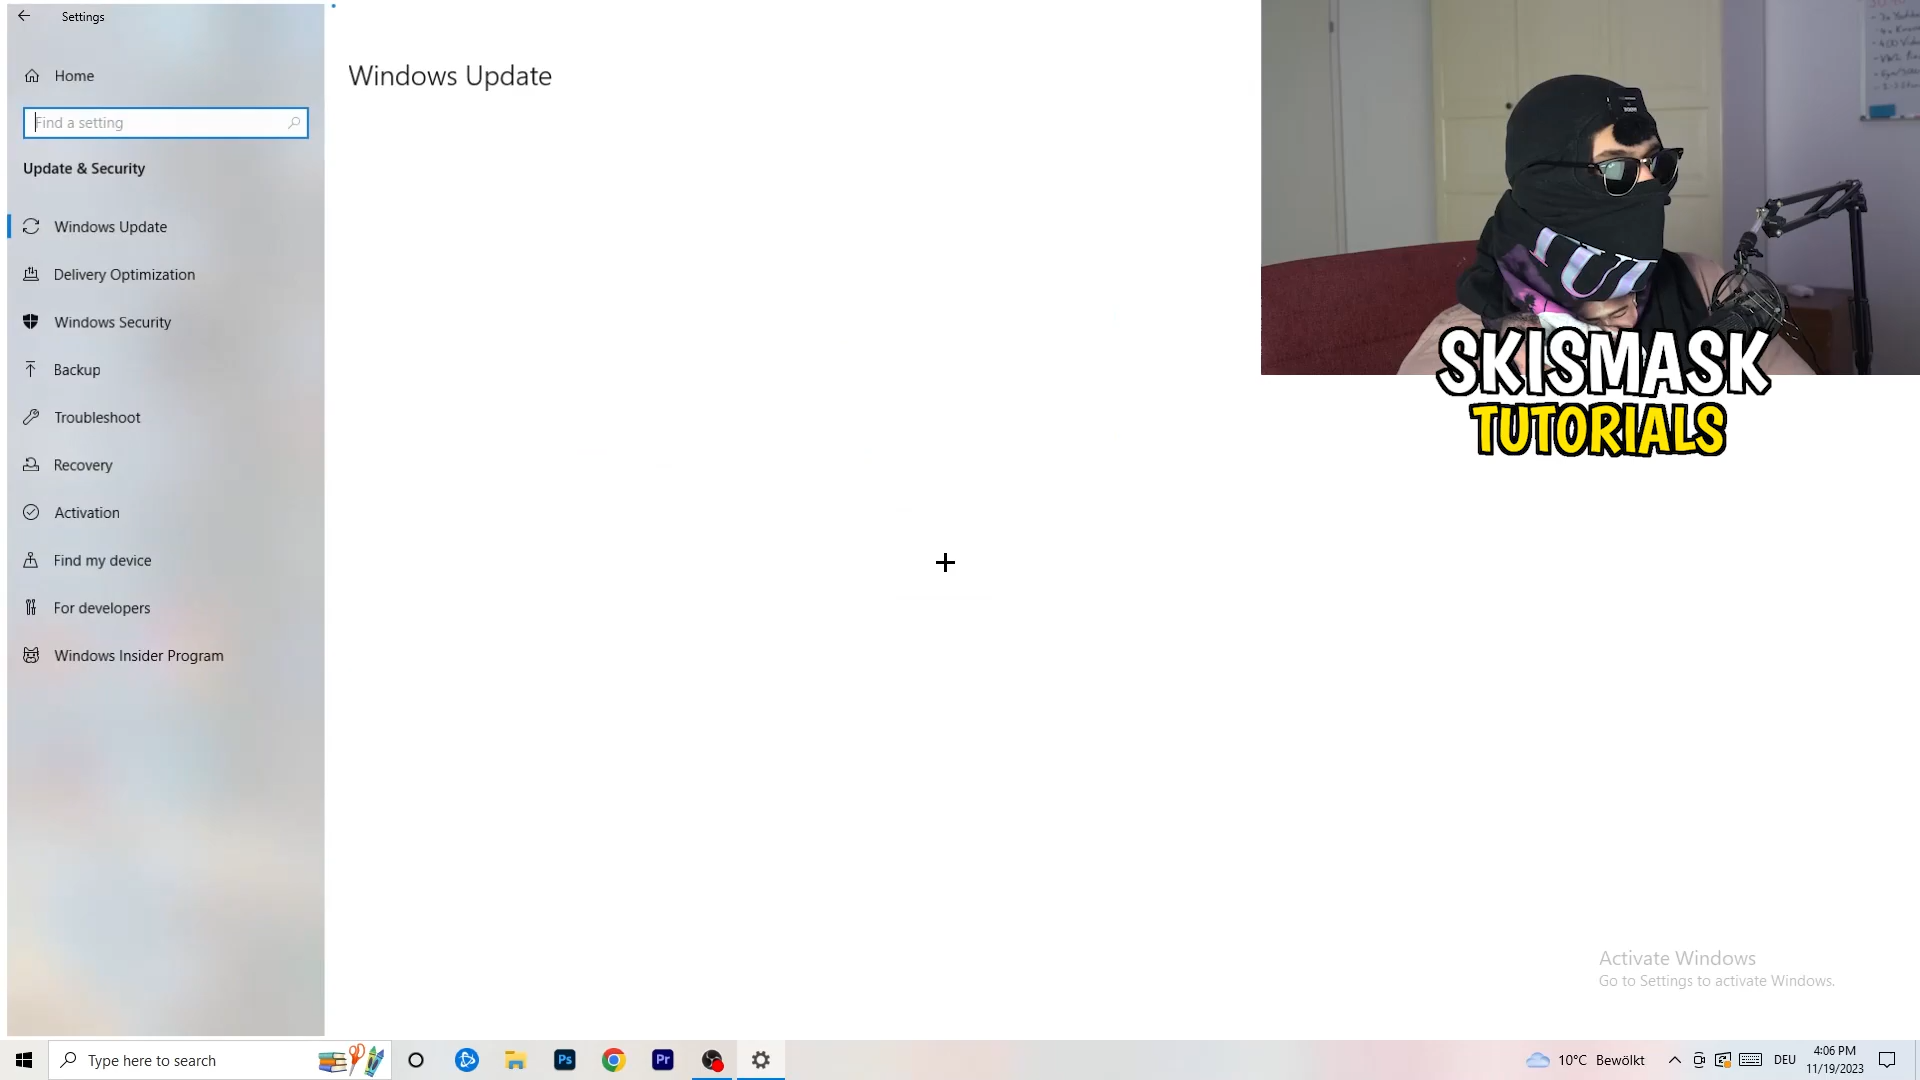 Settings
Home
Find a setting
Update & Security
Windows Update
Delivery Optimization
Windows Security
Backup
Troubleshoot
Recovery
Activation
Find my device
For developers
Windows Insider Program
Windows Update
SKISMASK
TUTORIALS
Activate Windows
Go to Settings to activate Windows.
Type here to search
Ps
Pr
10°C Bewölkt
DEU
4:06 PM
11/19/2023